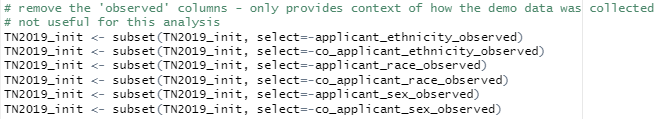 # remove the 'observed' columns - only provides context of how the demo data was collected
# not useful for this analysis
TN2019_init <- subset(TN2019_init, select=-applicant_ethnicity_observed)
TN2019_init <- subset(TN2019_init, select=-co_applicant_ethnicity_observed)
TN2019_init <- subset(TN2019_init, select=-applicant_race_observed)
TN2019_init <- subset(TN2019_init, select=-co_applicant_race_observed)
TN2019_init <- subset(TN2019_init, select=-applicant_sex_observed)
TN2019_init <- subset(TN2019_init, select=-co_applicant_sex_observed)